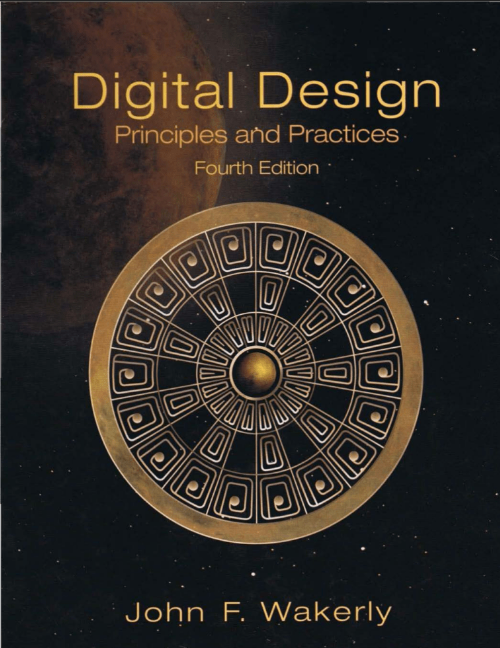 Digital Design
Principles and Practices
Fourth Edition
John F. Wakerly